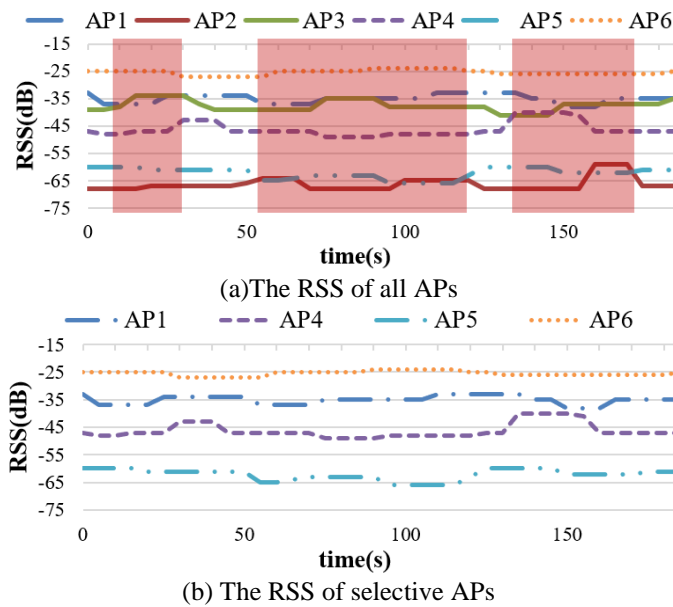 AP1 AP2 AP3 AP4 AP5 AP6
-15
-25
-35
-45
-55
-65
-75
RSS(dB)
0 50 100 150
time(s)
(a)The RSS of all APs
AP1 AP4 AP5 AP6
-15
-25
-35
-45
-55
-65
-75
RSS(dB)
0 50 100 150
time(s)
(b) The RSS of selective APs